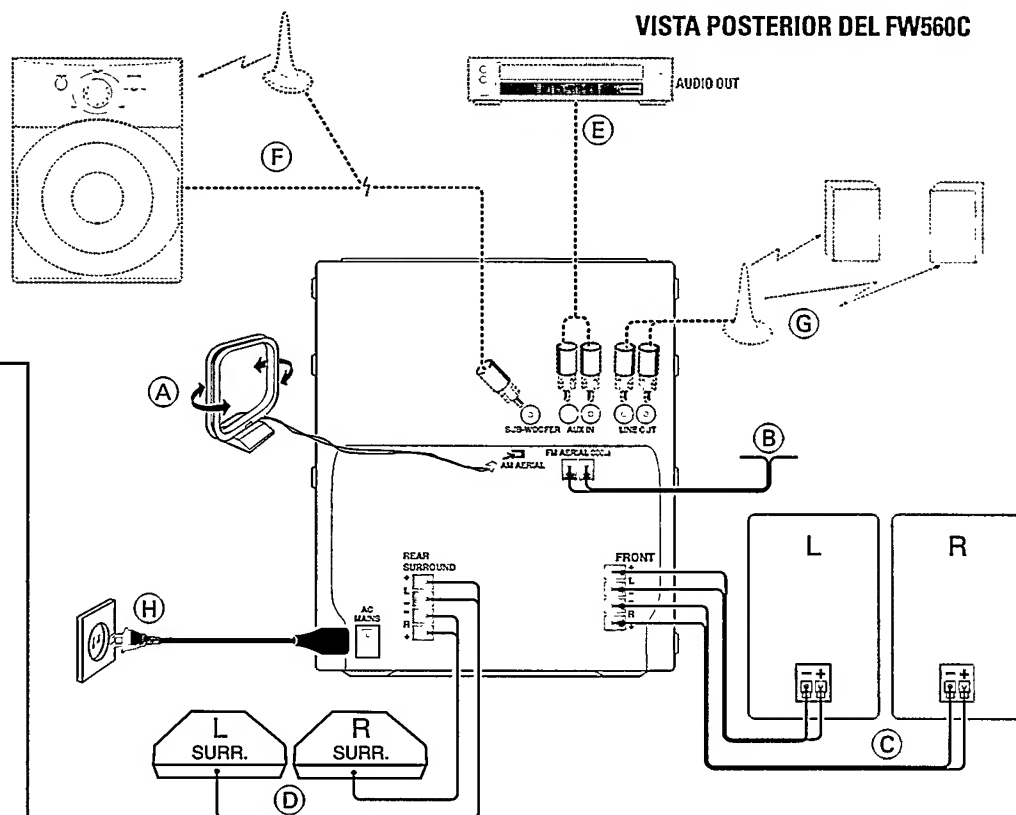 VISTA POSTERIOR DEL FW560C
AUDIO OUT
E
F
G
A
SUB-WOOFER AUX IN LINE OUT
B
AM AERIAL
FM AERIAL
L
R
REAR
SURROUND
+
L
−
−
R
+
FRONT
+
L
−
−
R
+
AC
MAINS
H
− +
− +
C
L
SURR.
R
SURR.
D